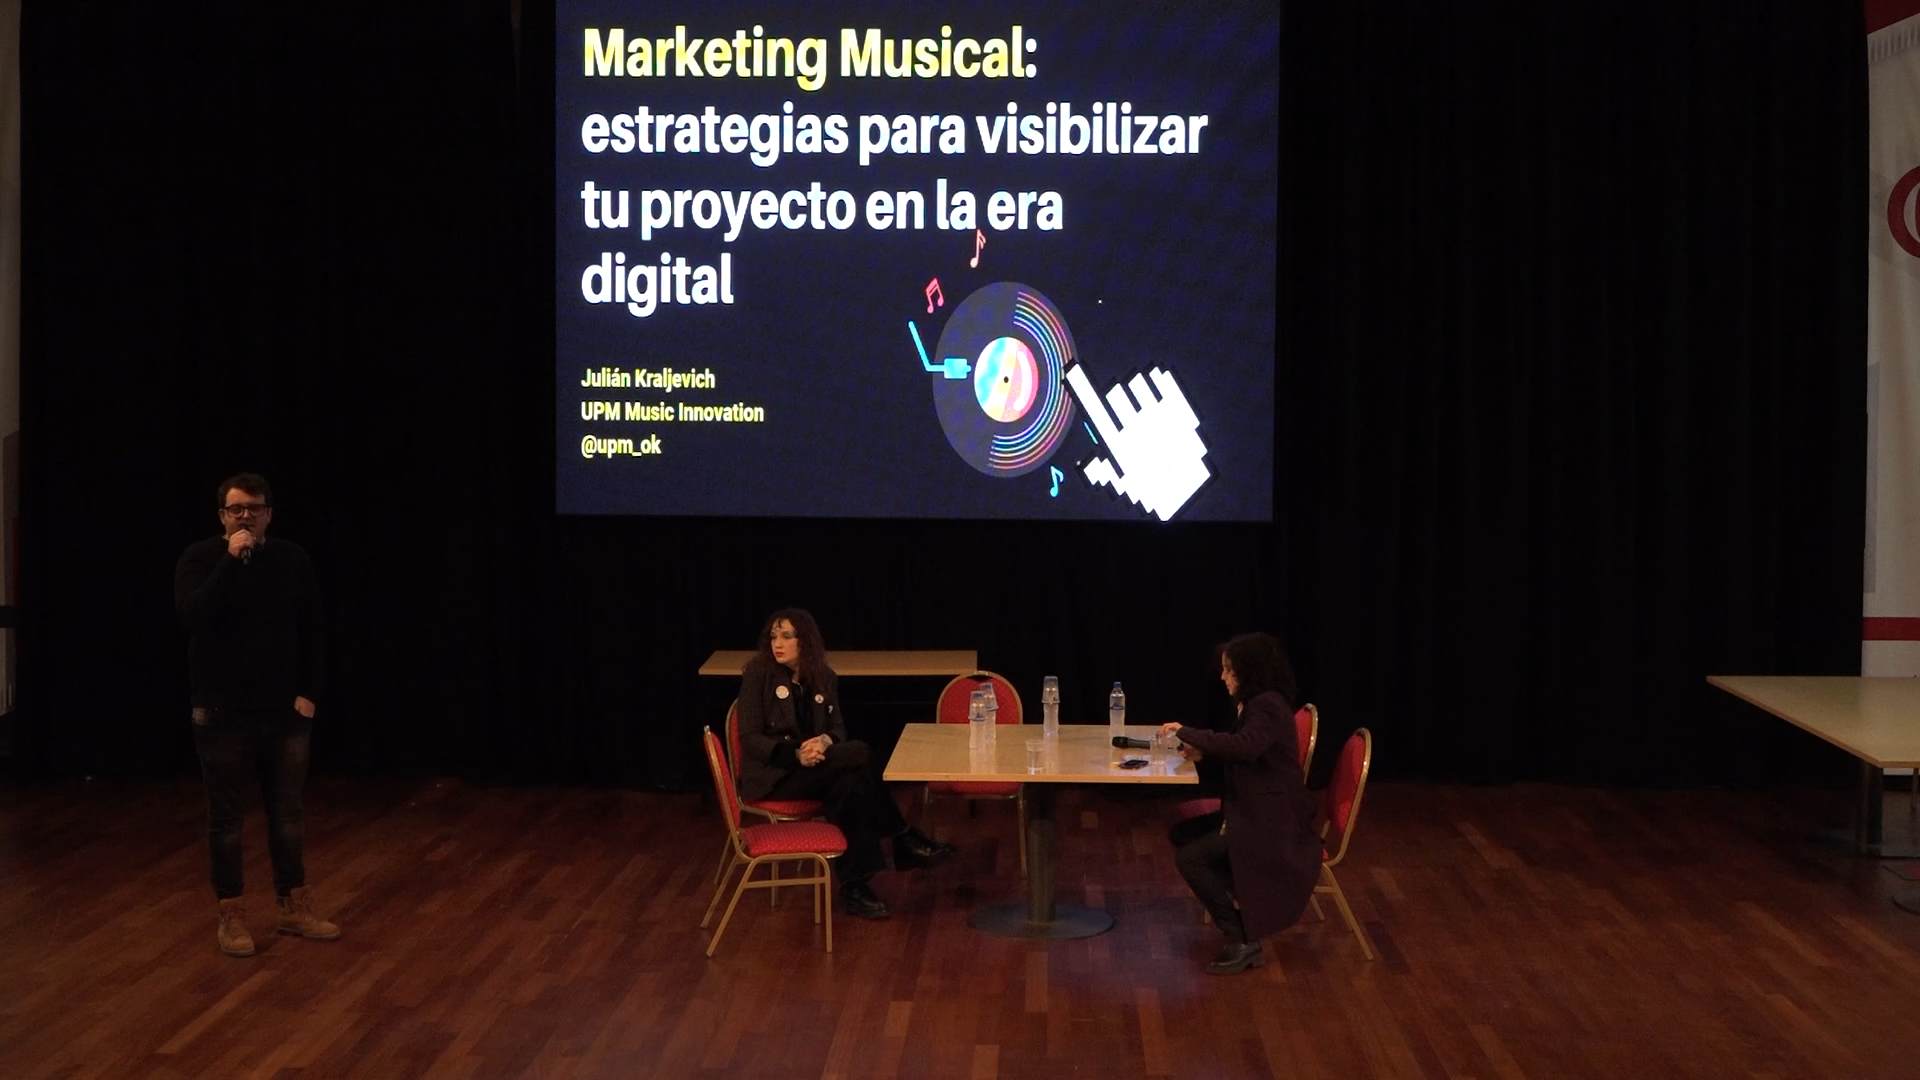 Marketing Musical:
estrategias para visibilizar
tu proyecto en la era
digital
Julián Kraljevich
UPM Music Innovation
@upm_ok